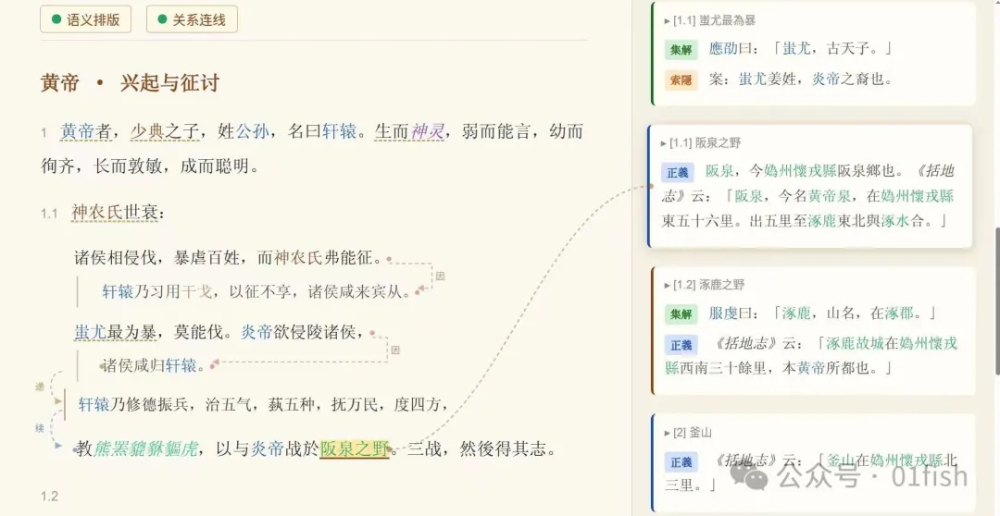 语义排版
关系连线
黄帝 • 兴起与征讨
1 黄帝者，少典之子，姓公孙，名曰轩辕。生而神灵，弱而能言，幼而
徇齐，长而敦敏，成而聪明。
1.1 神农氏世衰：
诸侯相侵伐，暴虐百姓，而神农氏弗能征。
因
轩辕乃习用干戈，以征不享，诸侯咸来宾从。
蚩尤最为暴，莫能伐。炎帝欲侵陵诸侯，
因
诸侯咸归轩辕。
递
轩辕乃修德振兵，治五气，蓺五种，抚万民，度四方，
续
教熊罴貔貅貙虎，以与炎帝战於阪泉之野。三战，然後得其志。
1.2
▸ [1.1] 蚩尤最為暴
集解 應劭曰：「蚩尤，古天子。」
索隱 案：蚩尤姜姓，炎帝之裔也。
▸ [1.1] 阪泉之野
正義 阪泉，今媯州懷戎縣阪泉鄉也。《括地
志》云：「阪泉，今名黄帝泉，在媯州懷戎縣
東五十六里。出五里至涿鹿東北與涿水合。」
▸ [1.2] 涿鹿之野
集解 服虔曰：「涿鹿，山名，在涿郡。」
正義 《括地志》云：「涿鹿故城在媯州懷戎
縣西南三十餘里，本黄帝所都也。」
▸ [2] 釜山
正義 《括地志》云：「釜山在媯州懷戎縣北
三里。」
公众号 · 01fish